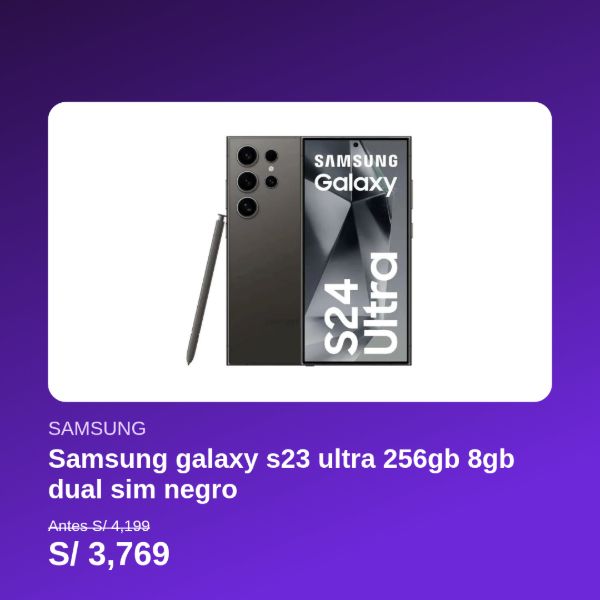 SAMSUNG
Galaxy
S24
Ultra
SAMSUNG
Samsung galaxy s23 ultra 256gb 8gb
dual sim negro
Antes S/ 4,199
S/ 3,769